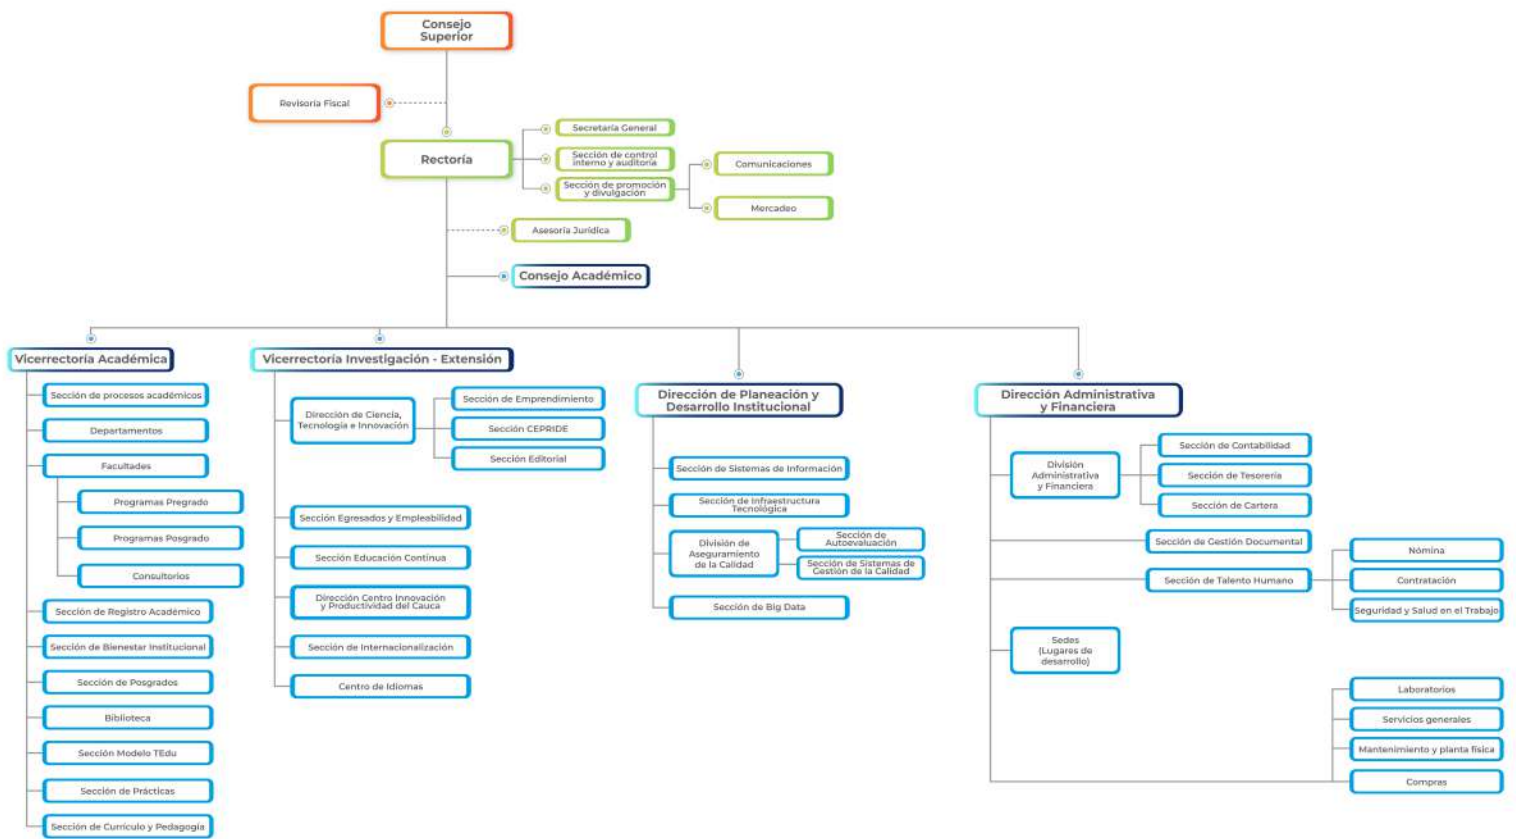 Consejo
Superior
Revisoría Fiscal
Rectoría
Secretaría General
Sección de control
interno y auditoría
Sección de promoción
y divulgación
Comunicaciones
Mercadeo
Asesoría Jurídica
Consejo Académico
Vicerrectoría Académica
Sección de procesos académicos
Departamentos
Facultades
Programas Pregrado
Programas Posgrado
Consultorios
Sección de Registro Académico
Sección de Bienestar Institucional
Sección de Posgrados
Biblioteca
Sección Modelo TEdu
Sección de Prácticas
Sección de Currículo y Pedagogía
Vicerrectoría Investigación - Extensión
Dirección de Ciencia,
Tecnología e Innovación
Sección de Emprendimiento
Sección CEPRIDE
Sección Editorial
Sección Egresados y Empleabilidad
Sección Educación Continua
Dirección Centro Innovación
y Productividad del Cauca
Sección de Internacionalización
Centro de Idiomas
Dirección de Planeación y
Desarrollo Institucional
Sección de Sistemas de Información
Sección de Infraestructura
Tecnológica
División de
Aseguramiento
de la Calidad
Sección de
Autoevaluación
Sección de Sistemas de
Gestión de la Calidad
Sección de Big Data
Dirección Administrativa
y Financiera
División
Administrativa
y Financiera
Sección de Contabilidad
Sección de Tesorería
Sección de Cartera
Sección de Gestión Documental
Sección de Talento Humano
Nómina
Contratación
Seguridad y Salud en el Trabajo
Sedes
(Lugares de
desarrollo)
Laboratorios
Servicios generales
Mantenimiento y planta física
Compras